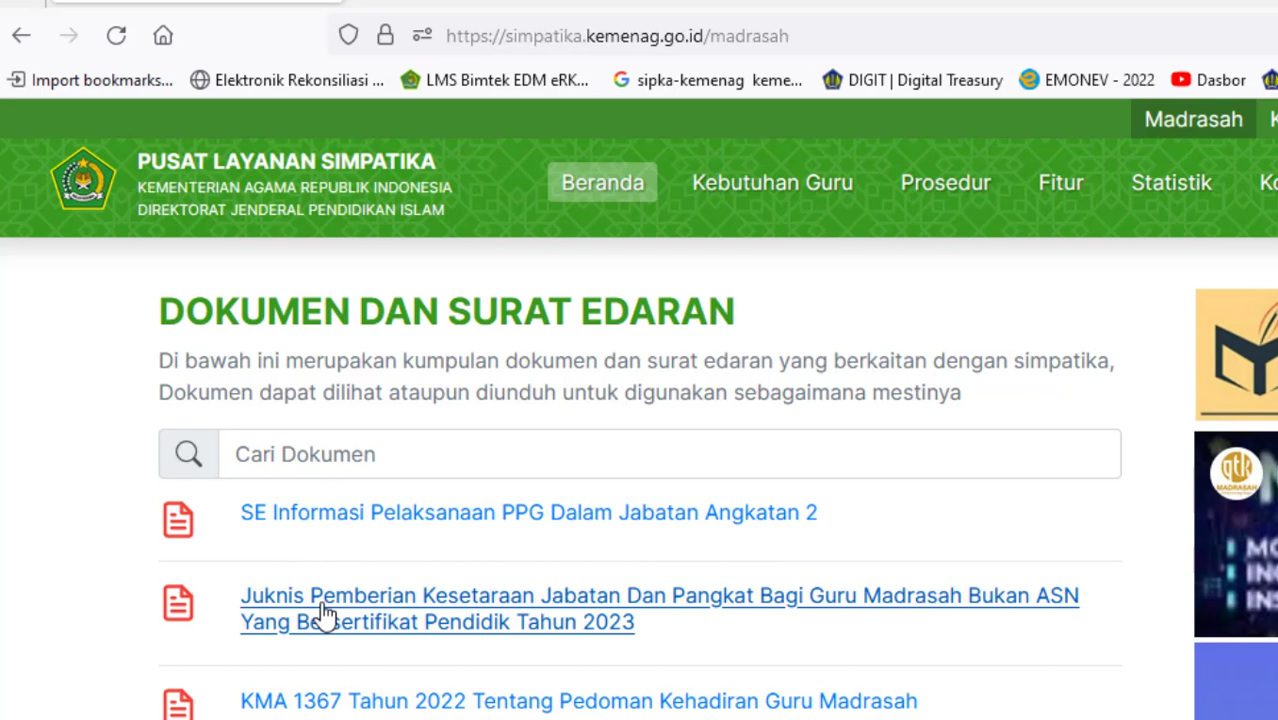 https://simpatika.kemenag.go.id/madrasah
Import bookmarks... Elektronik Rekonsiliasi ... LMS Bimtek EDM eRK... sipka-kemenag keme... DIGIT | Digital Treasury EMONEV - 2022 Dasbor
Madrasah
PUSAT LAYANAN SIMPATIKA
KEMENTERIAN AGAMA REPUBLIK INDONESIA
DIREKTORAT JENDERAL PENDIDIKAN ISLAM
Beranda Kebutuhan Guru Prosedur Fitur Statistik
DOKUMEN DAN SURAT EDARAN
Di bawah ini merupakan kumpulan dokumen dan surat edaran yang berkaitan dengan simpatika,
Dokumen dapat dilihat ataupun diunduh untuk digunakan sebagaimana mestinya
Cari Dokumen
SE Informasi Pelaksanaan PPG Dalam Jabatan Angkatan 2
Juknis Pemberian Kesetaraan Jabatan Dan Pangkat Bagi Guru Madrasah Bukan ASN
Yang Bersertifikat Pendidik Tahun 2023
KMA 1367 Tahun 2022 Tentang Pedoman Kehadiran Guru Madrasah
gtk
MADRASAH